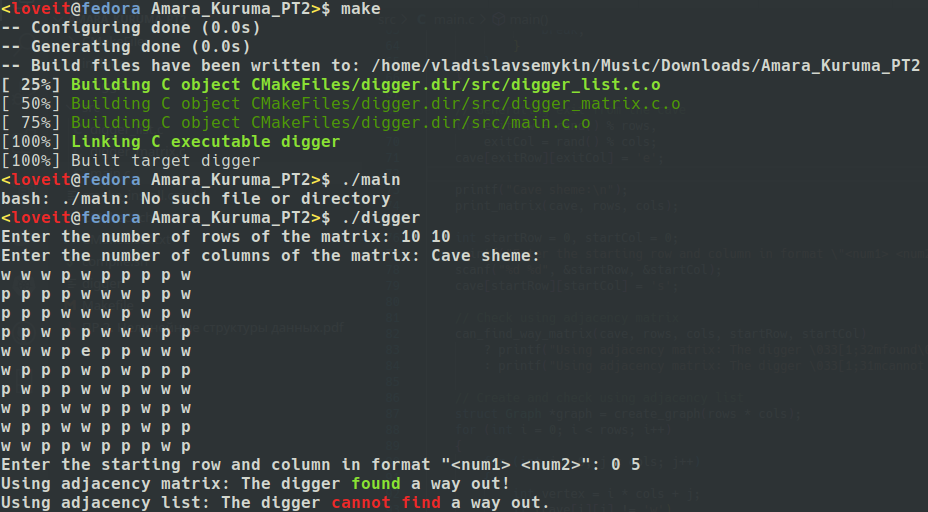 <loveit@fedora Amara_Kuruma_PT2>$ make
-- Configuring done (0.0s)
-- Generating done (0.0s)
-- Build files have been written to: /home/vladislavsemykin/Music/Downloads/Amara_Kuruma_PT2
[ 25%] Building C object CMakeFiles/digger.dir/src/digger_list.c.o
[ 50%] Building C object CMakeFiles/digger.dir/src/digger_matrix.c.o
[ 75%] Building C object CMakeFiles/digger.dir/src/main.c.o
[100%] Linking C executable digger
[100%] Built target digger
<loveit@fedora Amara_Kuruma_PT2>$ ./main
bash: ./main: No such file or directory
<loveit@fedora Amara_Kuruma_PT2>$ ./digger
Enter the number of rows of the matrix: 10 10
Enter the number of columns of the matrix: Cave sheme:
w w w p w p p p p w
p p p p w w w p p w
p w w p p p w w p w
p p w p p w w w p p
w w w p e p p w w w
w p p p w p w p p p
p w p p w w p w w w
w p p w w p p w p w
w p p w w p p w p p
w w p p w p p p w p
Enter the starting row and column in format "<num1> <num2>": 0 5
Using adjacency matrix: The digger found a way out!
Using adjacency list: The digger cannot find a way out.